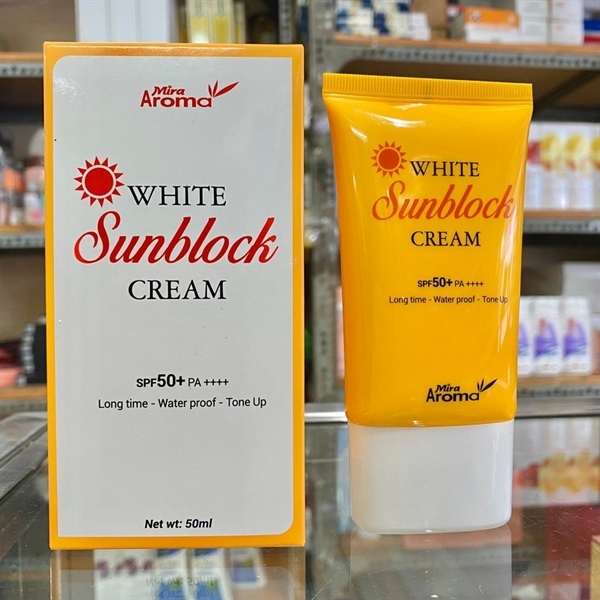 Mira
Aroma
WHITE
Sunblock
CREAM
SPF50+ PA ++++
Long time - Water proof - Tone Up
Net wt: 50ml
WHITE
Sunblock
CREAM
SPF50+ PA ++++
Long time - Water proof - Tone Up
Mira
Aroma